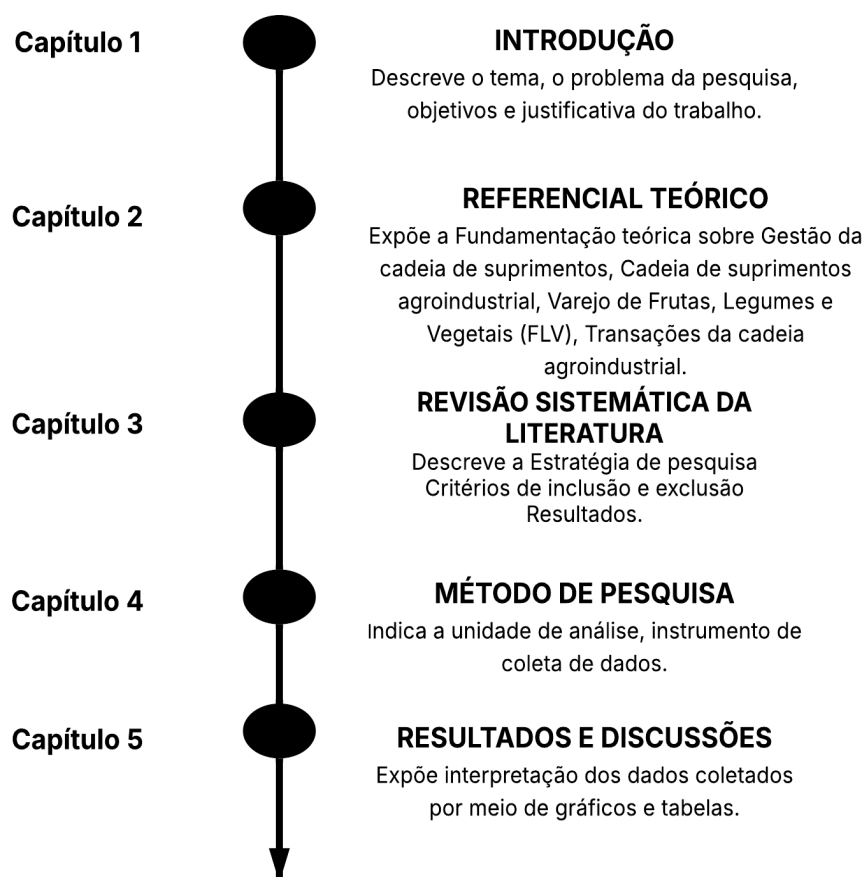 Capítulo 1
INTRODUÇÃO
Descreve o tema, o problema da pesquisa,
objetivos e justificativa do trabalho.
Capítulo 2
REFERENCIAL TEÓRICO
Expõe a Fundamentação teórica sobre Gestão da
cadeia de suprimentos, Cadeia de suprimentos
agroindustrial, Varejo de Frutas, Legumes e
Vegetais (FLV), Transações da cadeia
agroindustrial.
Capítulo 3
REVISÃO SISTEMÁTICA DA
LITERATURA
Descreve a Estratégia de pesquisa
Critérios de inclusão e exclusão
Resultados.
Capítulo 4
MÉTODO DE PESQUISA
Indica a unidade de análise, instrumento de
coleta de dados.
Capítulo 5
RESULTADOS E DISCUSSÕES
Expõe interpretação dos dados coletados
por meio de gráficos e tabelas.